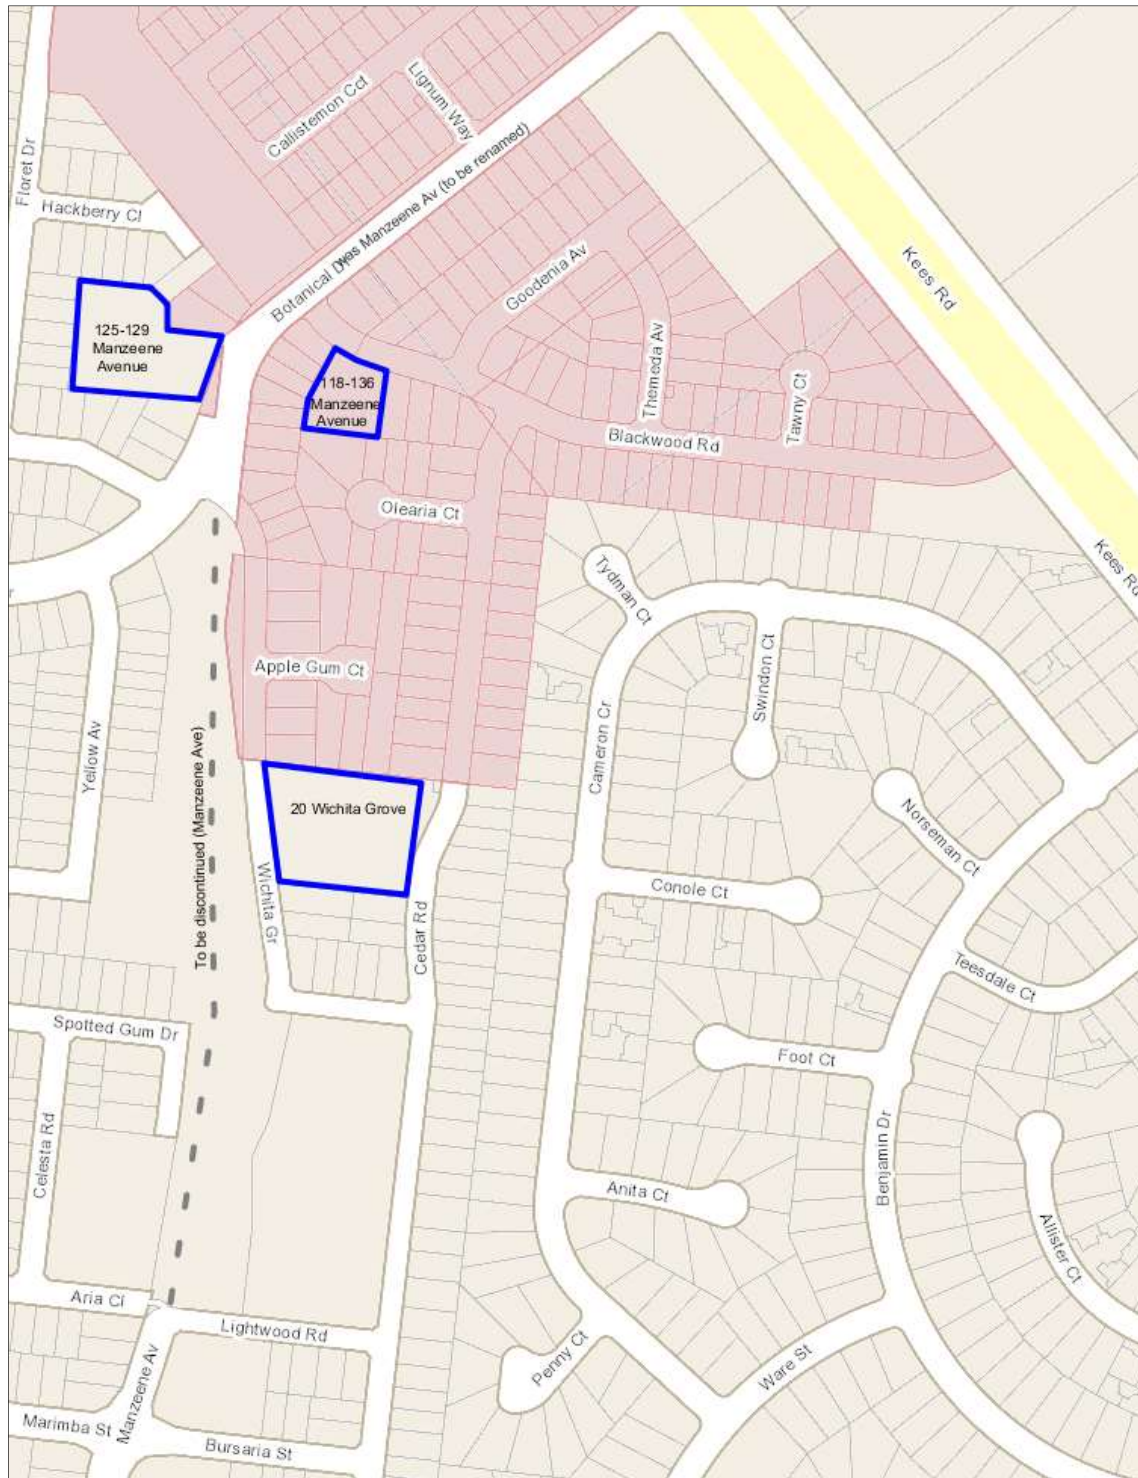 Callistemon Cct
Lignum Way
Floret Dr
Hackberry Cl
Botanical Dr
was Manzeene Av (to be renamed)
Goodenia Av
Kees Rd
125-129
Manzeene
Avenue
118-136
Manzeene
Avenue
Themeda Av
Tawny Ct
Blackwood Rd
Olearia Ct
Kees Rd
Tydman Ct
Apple Gum Ct
Swindon Ct
Cameron Cr
Yellow Av
To be discontinued (Manzeene Ave)
20 Wichita Grove
Norseman Ct
Wichita Gr
Conole Ct
Cedar Rd
Teesdale Ct
Spotted Gum Dr
Foot Ct
Celesta Rd
Benjamin Dr
Anita Ct
Allister Ct
Aria Cl
Lightwood Rd
Penny Ct
Ware St
Manzeene Av
Marimba St
Bursaria St